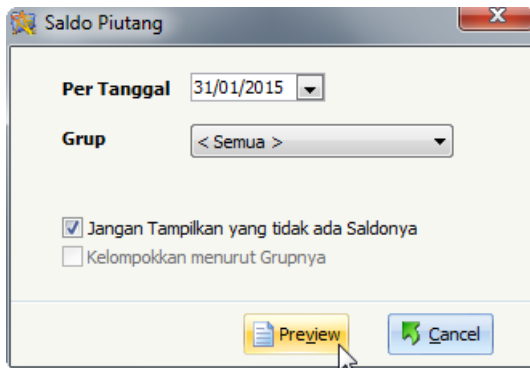 Saldo Piutang
Per Tanggal 31/01/2015
Grup < Semua >
Jangan Tampilkan yang tidak ada Saldonya
Kelompokkan menurut Grupnya
Preview Cancel